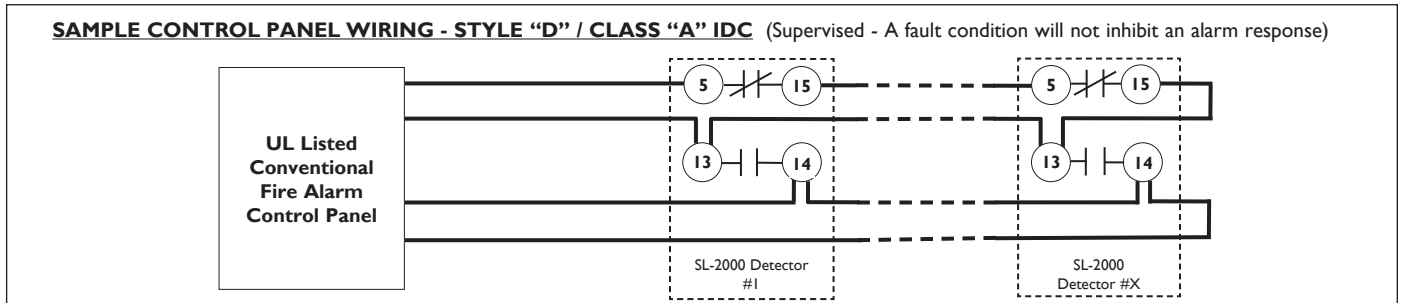 SAMPLE CONTROL PANEL WIRING - STYLE “D” / CLASS “A” IDC (Supervised - A fault condition will not inhibit an alarm response)
UL Listed
Conventional
Fire Alarm
Control Panel
5 15
13 14
SL-2000 Detector
#1
5 15
13 14
SL-2000
Detector #X